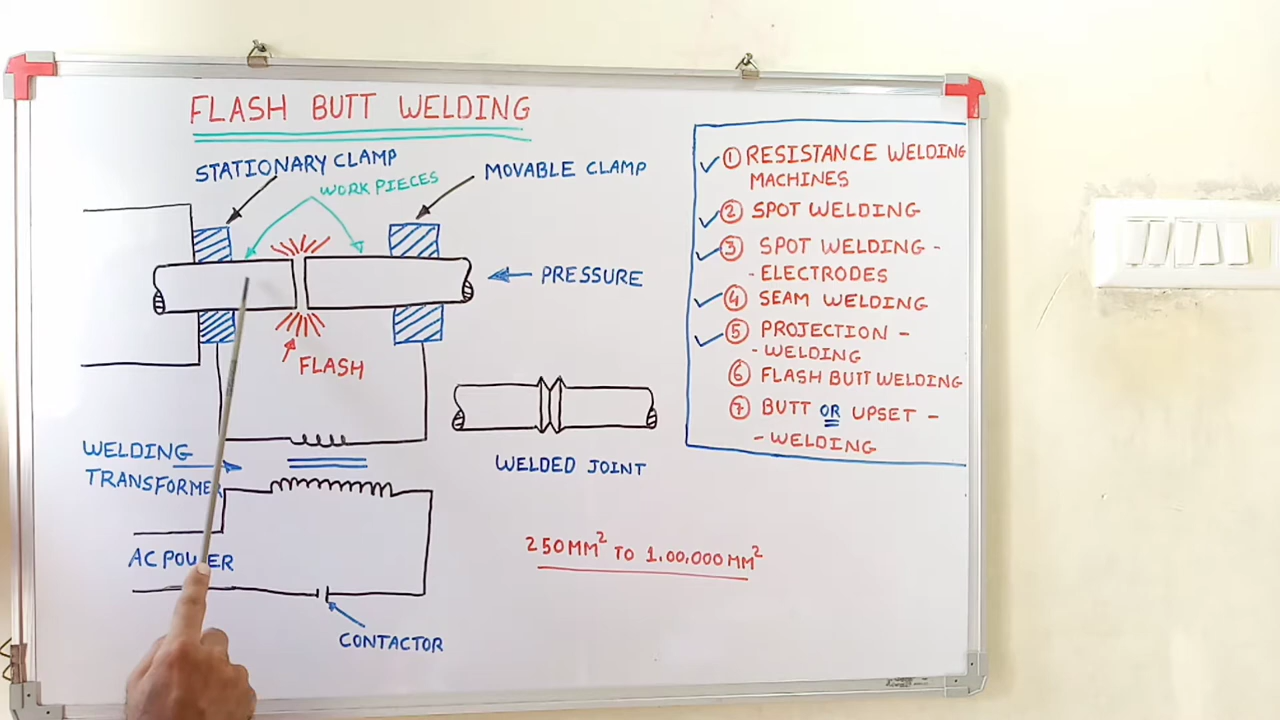 FLASH BUTT WELDING
STATIONARY CLAMP
WORK PIECES
MOVABLE CLAMP
PRESSURE
FLASH
WELDING
TRANSFORMER
WELDED JOINT
AC POWER
CONTACTOR
250MM² TO 1,00,000MM²
① RESISTANCE WELDING
MACHINES
② SPOT WELDING
③ SPOT WELDING -
- ELECTRODES
④ SEAM WELDING
⑤ PROJECTION -
- WELDING
⑥ FLASH BUTT WELDING
⑦ BUTT OR UPSET -
- WELDING